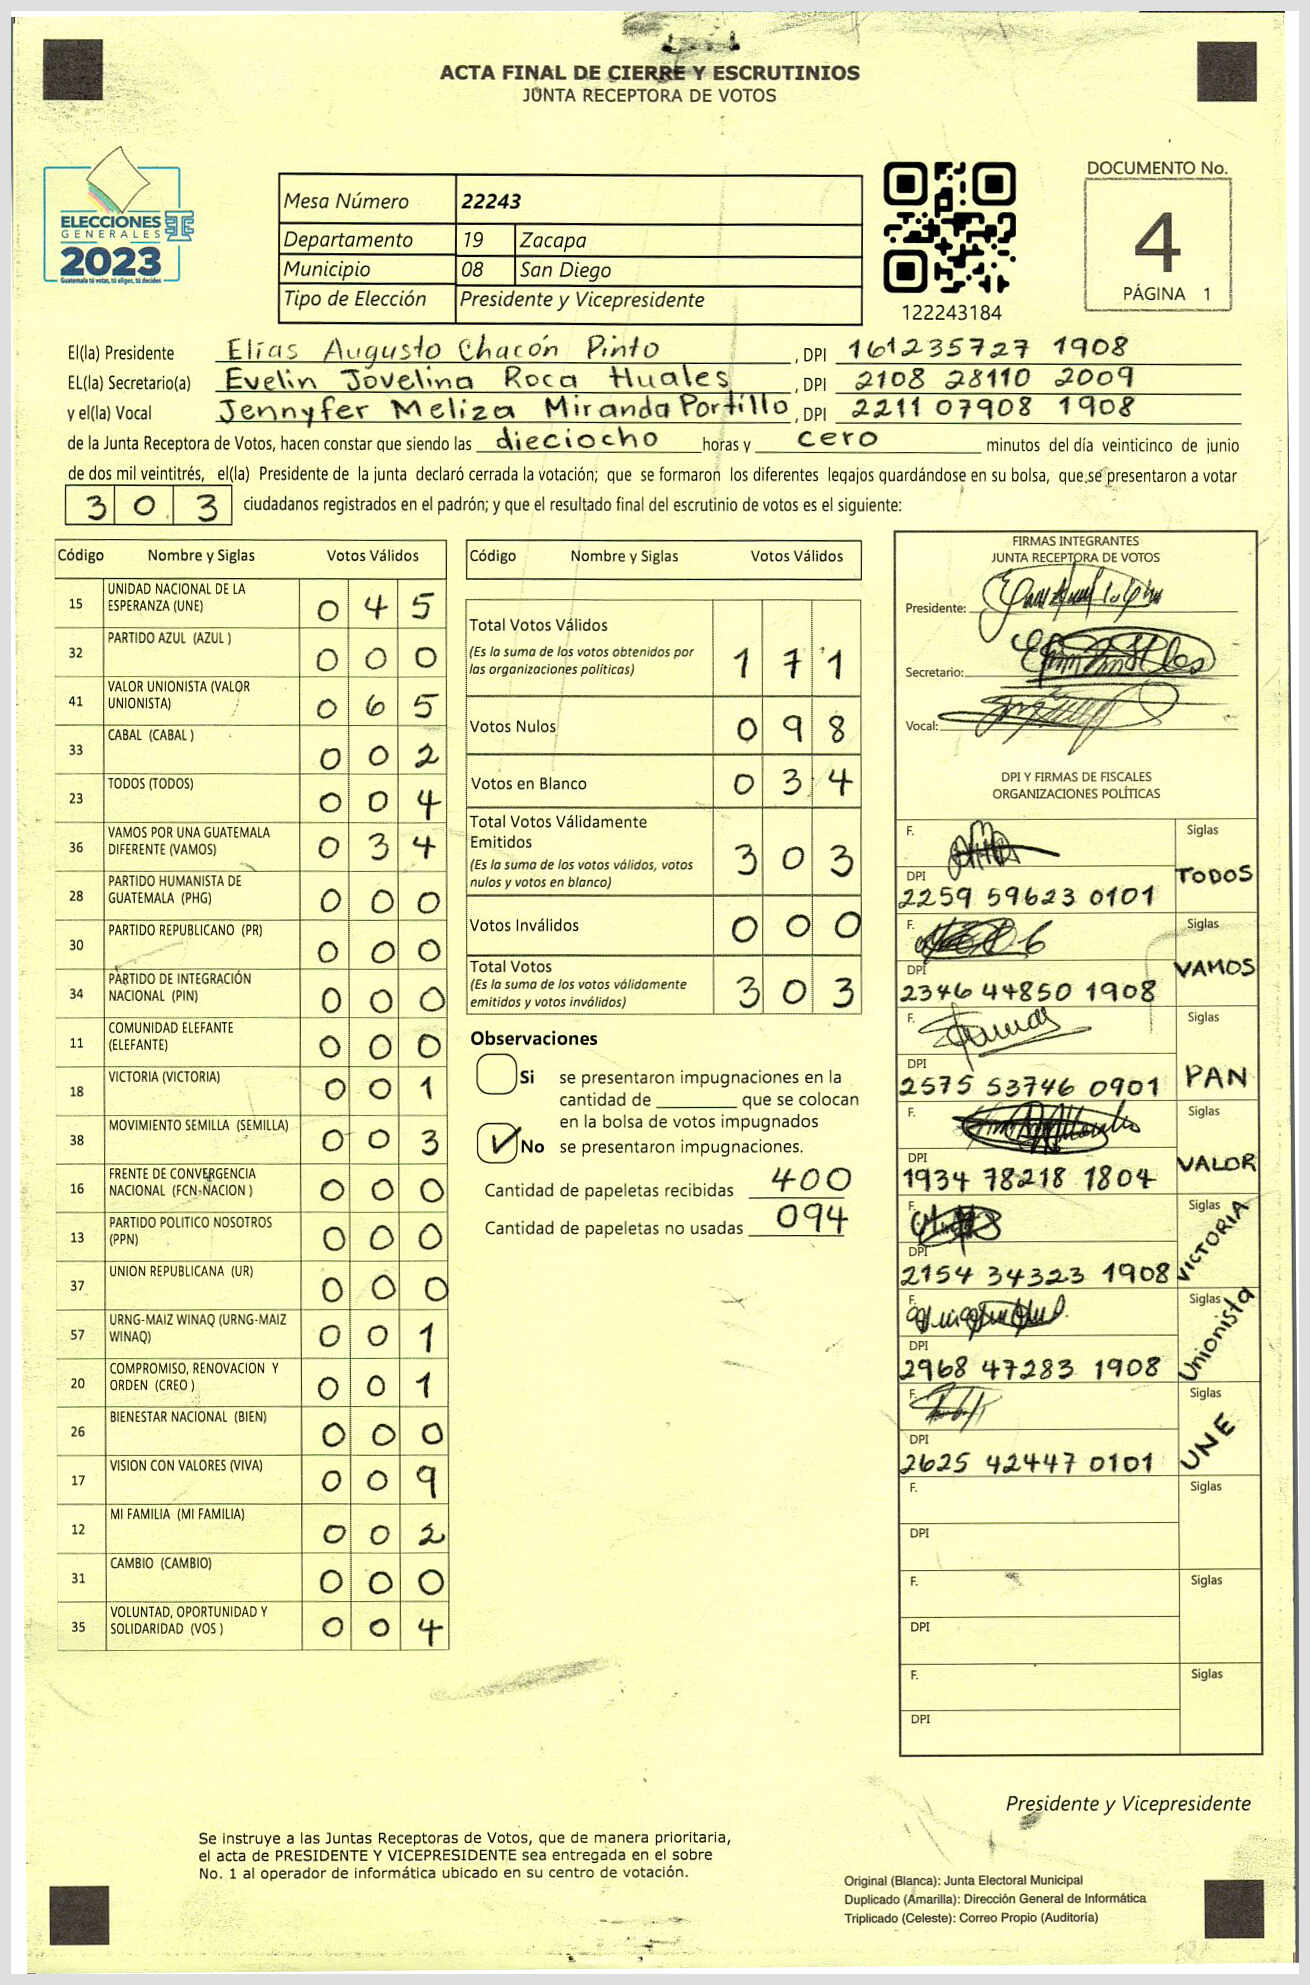 ACTA FINAL DE CIERRE Y ESCRUTINIOS
JUNTA RECEPTORA DE VOTOS
ELECCIONES
GENERALES
2023
Guatemala tú votas, tú eliges, tú decides
Mesa Número 22243
Departamento 19 Zacapa
Municipio 08 San Diego
Tipo de Elección Presidente y Vicepresidente
122243184
DOCUMENTO No.
4
PÁGINA 1
El(la) Presidente Elías Augusto Chacón Pinto , DPI 161235727 1908
EL(la) Secretario(a) Evelin Jovelina Roca Huales , DPI 2108 28110 2009
y el(la) Vocal Jennyfer Meliza Miranda Portillo , DPI 2211 07908 1908
de la Junta Receptora de Votos, hacen constar que siendo las dieciocho horas y cero minutos del día veinticinco de junio
de dos mil veintitrés, el(la) Presidente de la junta declaró cerrada la votación; que se formaron los diferentes legajos quardándose en su bolsa, que se presentaron a votar
303 ciudadanos registrados en el padrón; y que el resultado final del escrutinio de votos es el siguiente:
Código Nombre y Siglas Votos Válidos
15 UNIDAD NACIONAL DE LA
ESPERANZA (UNE) 0 4 5
32 PARTIDO AZUL (AZUL ) 0 0 0
41 VALOR UNIONISTA (VALOR
UNIONISTA) 0 6 5
33 CABAL (CABAL ) 0 0 2
23 TODOS (TODOS) 0 0 4
36 VAMOS POR UNA GUATEMALA
DIFERENTE (VAMOS) 0 3 4
28 PARTIDO HUMANISTA DE
GUATEMALA (PHG) 0 0 0
30 PARTIDO REPUBLICANO (PR) 0 0 0
34 PARTIDO DE INTEGRACIÓN
NACIONAL (PIN) 0 0 0
11 COMUNIDAD ELEFANTE
(ELEFANTE) 0 0 0
18 VICTORIA (VICTORIA) 0 0 1
38 MOVIMIENTO SEMILLA (SEMILLA) 0 0 3
16 FRENTE DE CONVERGENCIA
NACIONAL (FCN-NACION ) 0 0 0
13 PARTIDO POLITICO NOSOTROS
(PPN) 0 0 0
37 UNION REPUBLICANA (UR) 0 0 0
57 URNG-MAIZ WINAQ (URNG-MAIZ
WINAQ) 0 0 1
20 COMPROMISO, RENOVACION Y
ORDEN (CREO ) 0 0 1
26 BIENESTAR NACIONAL (BIEN) 0 0 0
17 VISION CON VALORES (VIVA) 0 0 9
12 MI FAMILIA (MI FAMILIA) 0 0 2
31 CAMBIO (CAMBIO) 0 0 0
35 VOLUNTAD, OPORTUNIDAD Y
SOLIDARIDAD (VOS ) 0 0 4
Código Nombre y Siglas Votos Válidos
Total Votos Válidos
(Es la suma de los votos obtenidos por
las organizaciones políticas) 1 7 1
Votos Nulos 0 9 8
Votos en Blanco 0 3 4
Total Votos Válidamente
Emitidos
(Es la suma de los votos válidos, votos
nulos y votos en blanco) 3 0 3
Votos Inválidos 0 0 0
Total Votos
(Es la suma de los votos válidamente
emitidos y votos inválidos) 3 0 3
Observaciones
Si se presentaron impugnaciones en la
cantidad de ________ que se colocan
en la bolsa de votos impugnados
No se presentaron impugnaciones.
Cantidad de papeletas recibidas 400
Cantidad de papeletas no usadas 094
FIRMAS INTEGRANTES
JUNTA RECEPTORA DE VOTOS
Presidente:
Secretario:
Vocal:
DPI Y FIRMAS DE FISCALES
ORGANIZACIONES POLÍTICAS
F. Siglas
TODOS
DPI
2259 59623 0101
F. Siglas
VAMOS
DPI
2346 44850 1908
F. Siglas
PAN
DPI
2575 53746 0901
F. Siglas
VALOR
DPI
1934 78218 1804
F. Siglas
VICTORIA
DPI
2154 34323 1908
F. Siglas
Unionista
DPI
2968 47283 1908
F. Siglas
UNE
DPI
2625 42447 0101
F. Siglas
DPI
F. Siglas
DPI
F. Siglas
DPI
Presidente y Vicepresidente
Se instruye a las Juntas Receptoras de Votos, que de manera prioritaria,
el acta de PRESIDENTE Y VICEPRESIDENTE sea entregada en el sobre
No. 1 al operador de informática ubicado en su centro de votación.
Original (Blanca): Junta Electoral Municipal
Duplicado (Amarilla): Dirección General de Informática
Triplicado (Celeste): Correo Propio (Auditoría)